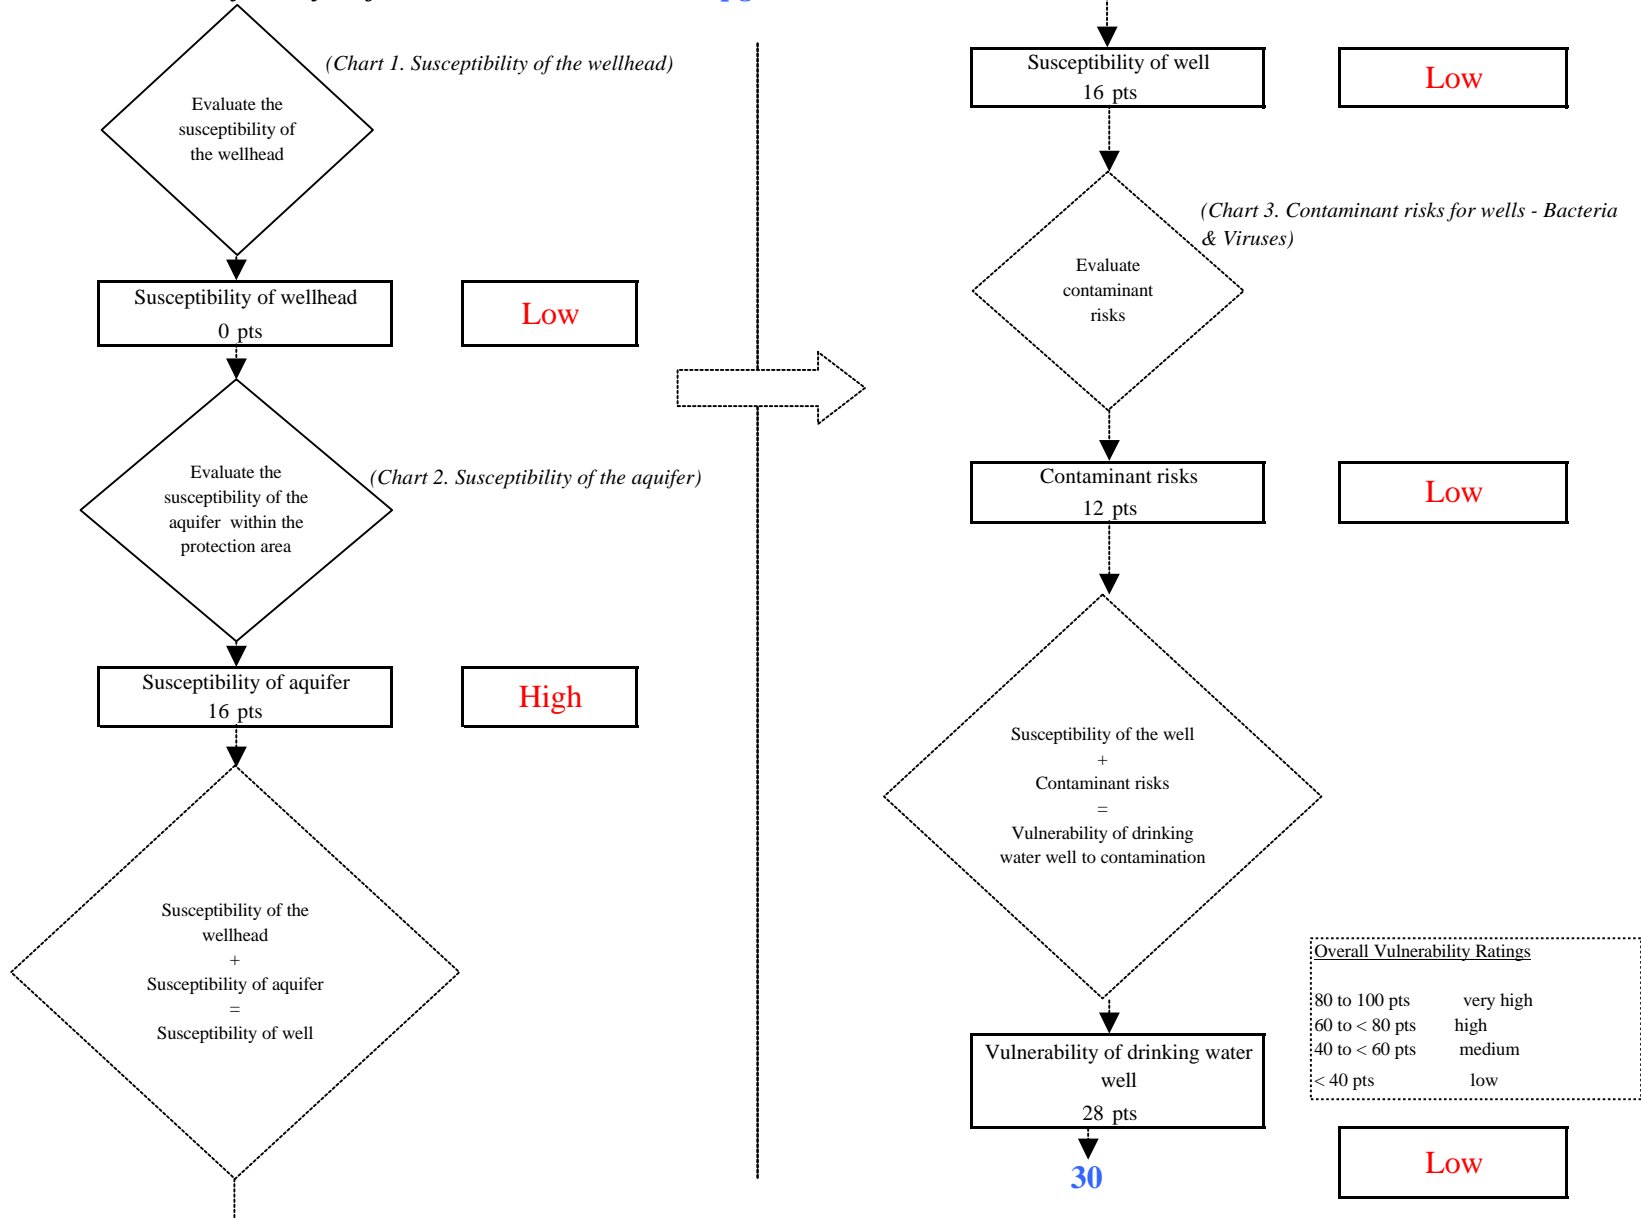 (Chart 1. Susceptibility of the wellhead)
Evaluate the
susceptibility of
the wellhead
Susceptibility of wellhead
0 pts
Low
Evaluate the
susceptibility of the
aquifer within the
protection area
(Chart 2. Susceptibility of the aquifer)
Susceptibility of aquifer
16 pts
High
Susceptibility of the
wellhead
+
Susceptibility of aquifer
=
Susceptibility of well
Susceptibility of well
16 pts
Low
(Chart 3. Contaminant risks for wells - Bacteria
& Viruses)
Evaluate
contaminant
risks
Contaminant risks
12 pts
Low
Susceptibility of the well
+
Contaminant risks
=
Vulnerability of drinking
water well to contamination
Overall Vulnerability Ratings
80 to 100 pts very high
60 to < 80 pts high
40 to < 60 pts medium
< 40 pts low
Vulnerability of drinking water
well
28 pts
30
Low